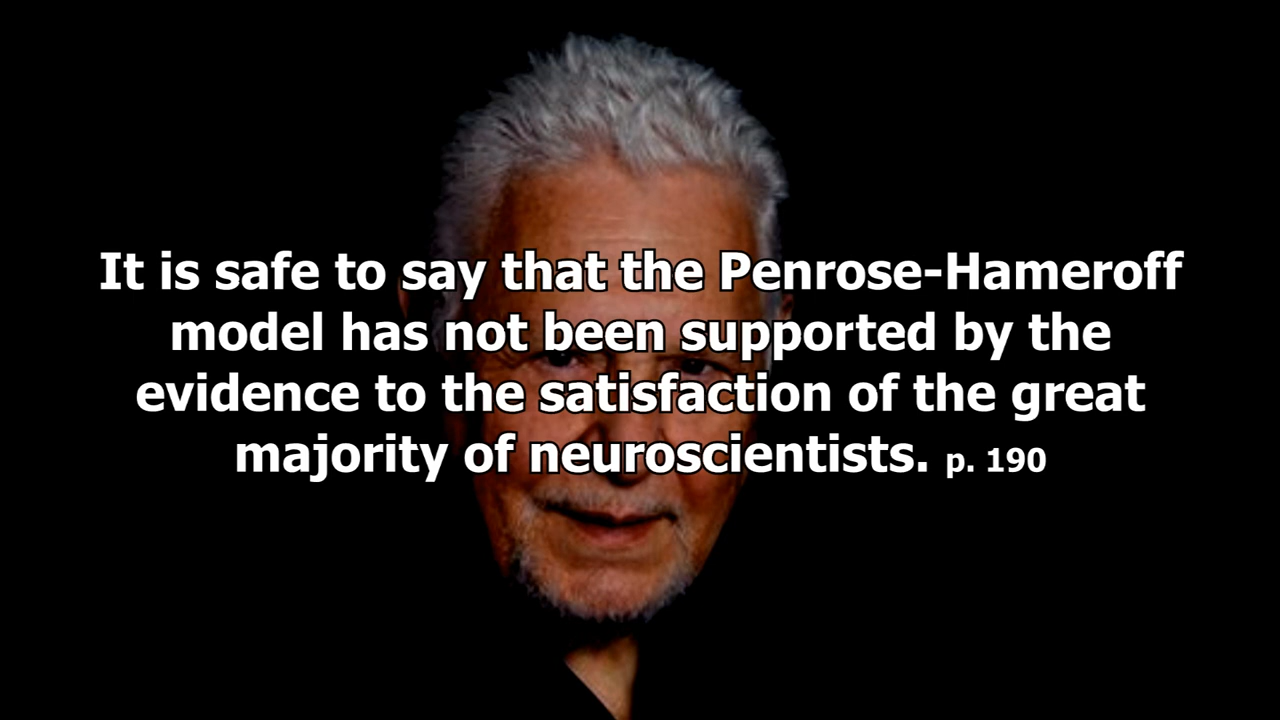 It is safe to say that the Penrose-Hameroff
model has not been supported by the
evidence to the satisfaction of the great
majority of neuroscientists. p. 190